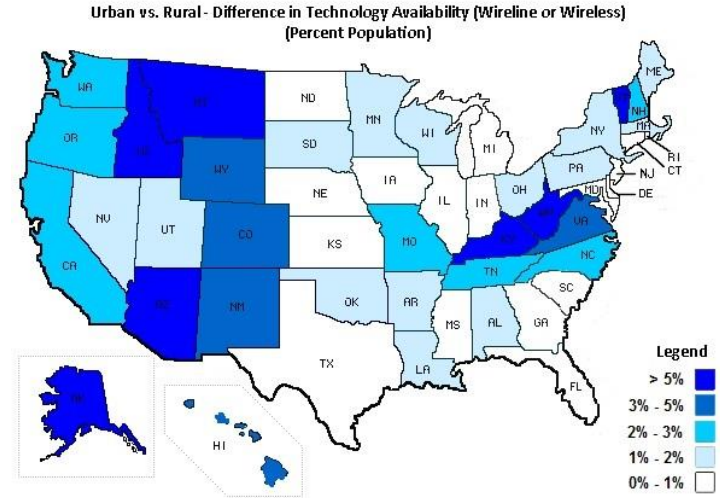 Urban vs. Rural - Difference in Technology Availability (Wireline or Wireless)
(Percent Population)
WA
OR
CA
NV
UT
WY
CO
NM
ND
SD
NE
KS
OK
TX
MN
IA
MO
AR
LA
WI
IL
MS
MI
IN
OH
TN
AL
GA
FL
SC
NC
VA
PA
NY
ME
NH
MA
RI
CT
NJ
DE
MD
HI
Legend
> 5%
3% - 5%
2% - 3%
1% - 2%
0% - 1%